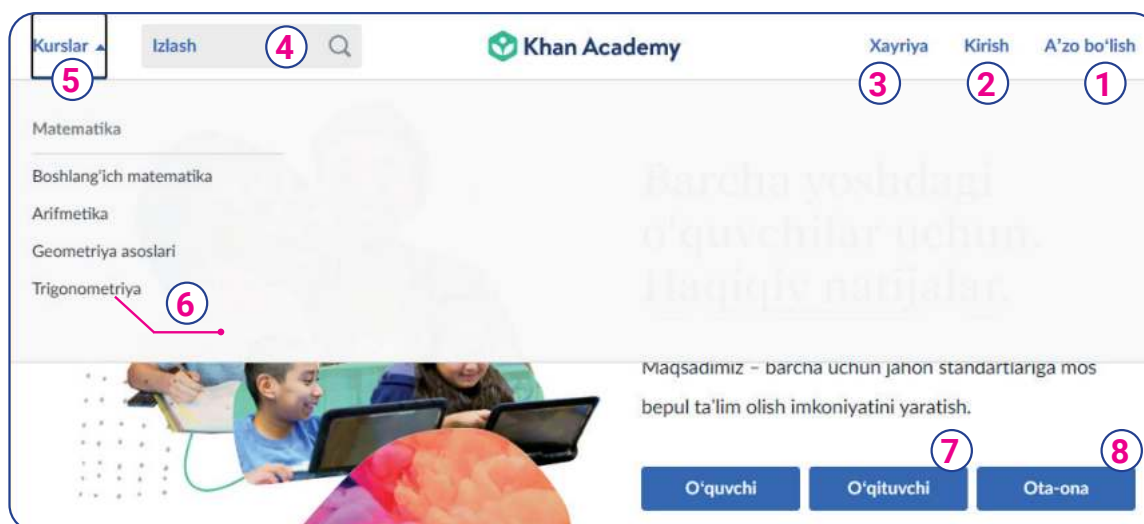 Kurslar
Izlash
4
Khan Academy
Xayriya
Kirish
A'zo bo'lish
5
3
2
1
Matematika
Boshlang'ich matematika
Arifmetika
Geometriya asoslari
Trigonometriya
6
Barcha yoshdagi
o'quvchilar uchun.
Haqiqiy natijalar.
Maqsadimiz – barcha uchun jahon standartlariga mos
bepul ta'lim olish imkoniyatini yaratish.
7
8
O'quvchi
O'qituvchi
Ota-ona